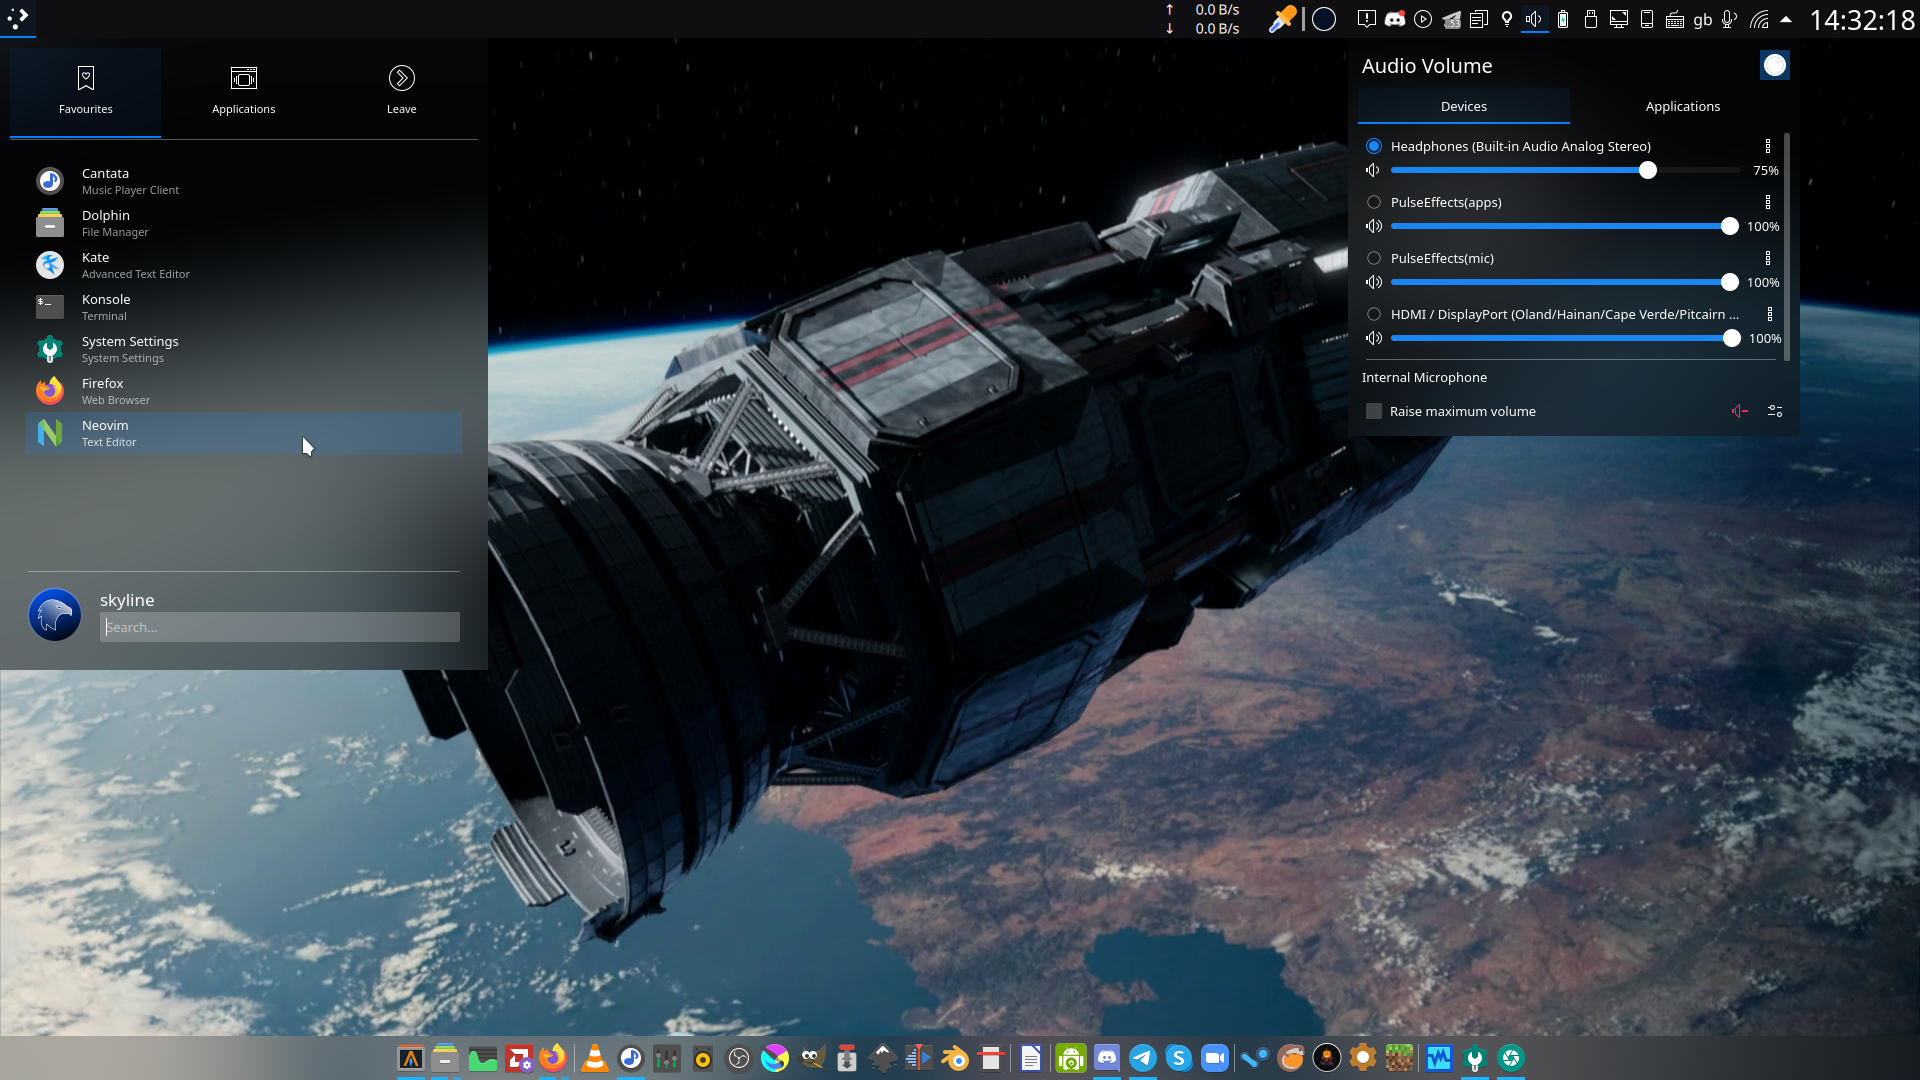 0.0 B/s
0.0 B/s
53
gb
14:32:18
Favourites
Applications
Leave
Cantata
Music Player Client
Dolphin
File Manager
Kate
Advanced Text Editor
$_
Konsole
Terminal
System Settings
System Settings
Firefox
Web Browser
Neovim
Text Editor
skyline
Search...
Audio Volume
Devices
Applications
Headphones (Built-in Audio Analog Stereo)
75%
PulseEffects(apps)
100%
PulseEffects(mic)
100%
HDMI / DisplayPort (Oland/Hainan/Cape Verde/Pitcairn ...
100%
Internal Microphone
Raise maximum volume